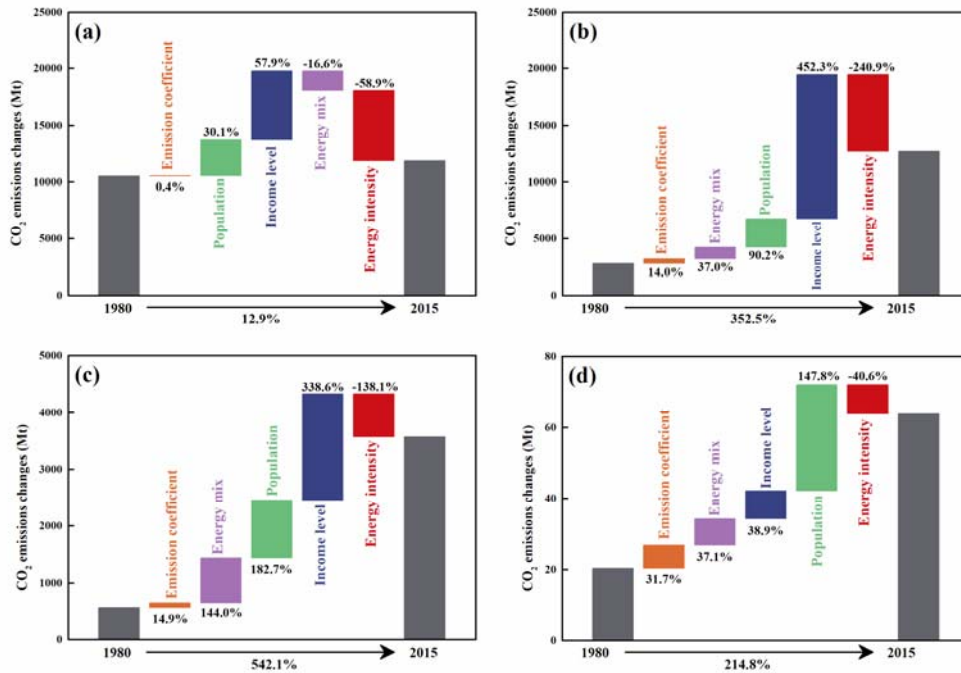 (a)
CO₂ emissions changes (Mt)
25000
20000
15000
10000
5000
0
Emission coefficient
0.4%
30.1%
Population
57.9%
Income level
-16.6%
Energy mix
-58.9%
Energy intensity
1980
2015
12.9%
(b)
CO₂ emissions changes (Mt)
25000
20000
15000
10000
5000
0
Emission coefficient
14.0%
Energy mix
37.0%
Population
90.2%
452.3%
Income level
-240.9%
Energy intensity
1980
2015
352.5%
(c)
CO₂ emissions changes (Mt)
5000
4000
3000
2000
1000
0
Emission coefficient
14.9%
Energy mix
144.0%
Population
182.7%
338.6%
Income level
-138.1%
Energy intensity
1980
2015
542.1%
(d)
CO₂ emissions changes (Mt)
80
60
40
20
0
Emission coefficient
31.7%
Energy mix
37.1%
Income level
38.9%
147.8%
Population
-40.6%
Energy intensity
1980
2015
214.8%